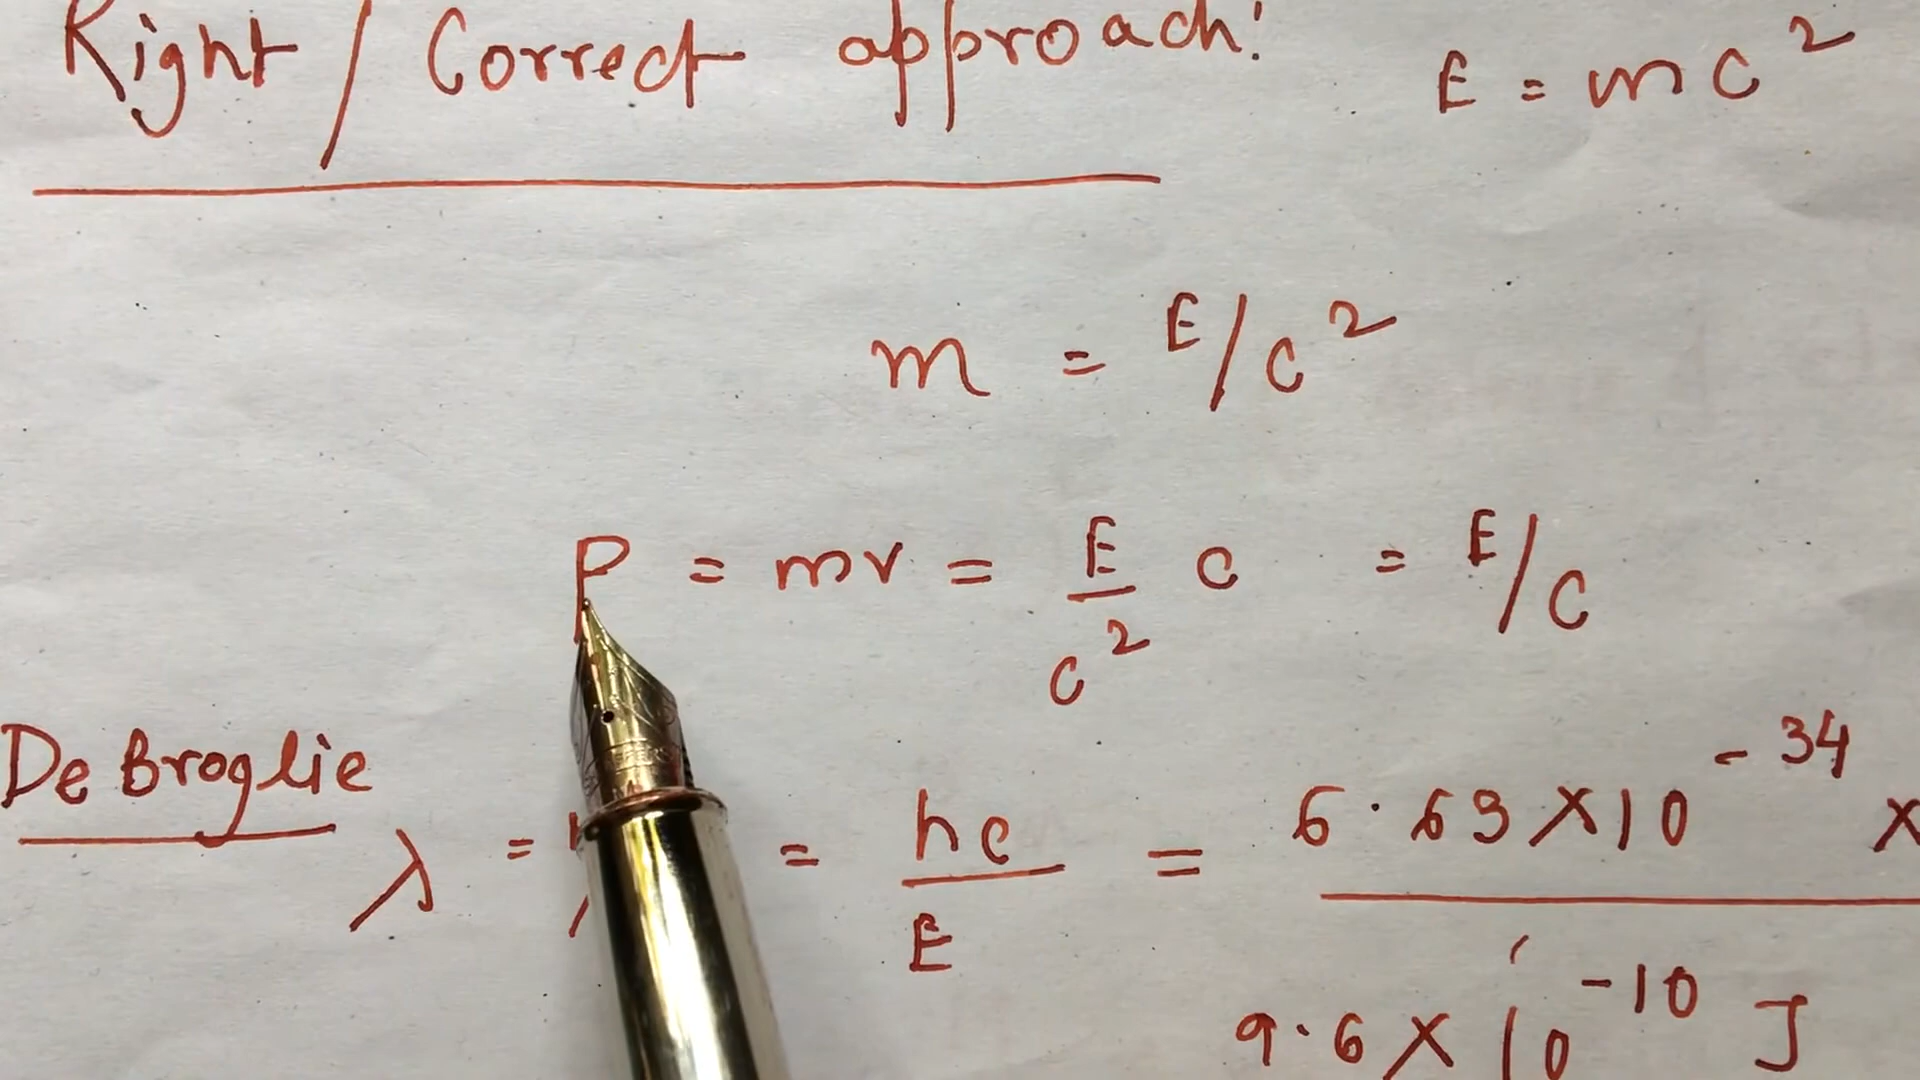 Right / Correct approach:
E = mc²
m = E/c²
P = mv = E/c² c = E/c
De Broglie
λ = = hc/E = 6.63 × 10⁻³⁴ × / 9.6 × 10⁻¹⁰ J